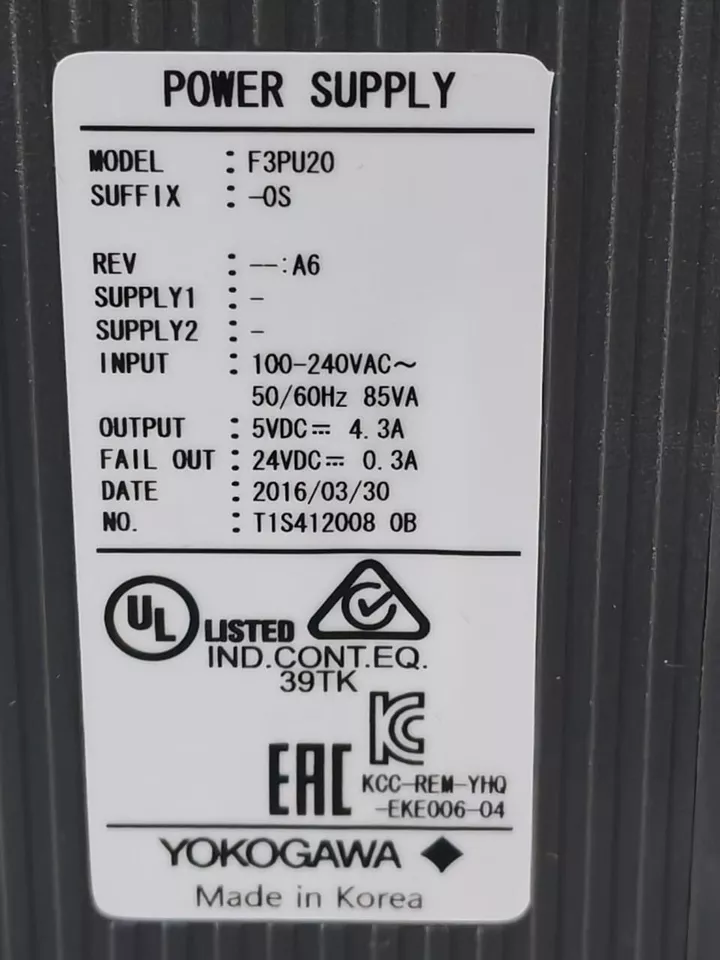 POWER SUPPLY
MODEL : F3PU20
SUFFIX : -0S
REV : --:A6
SUPPLY1 : -
SUPPLY2 : -
INPUT : 100-240VAC~
50/60Hz 85VA
OUTPUT : 5VDC⎓ 4.3A
FAIL OUT : 24VDC⎓ 0.3A
DATE : 2016/03/30
NO. : T1S412008 0B
UL LISTED
IND.CONT.EQ.
39TK
KC
EAC KCC-REM-YHQ
-EKE006-04
YOKOGAWA ◆
Made in Korea